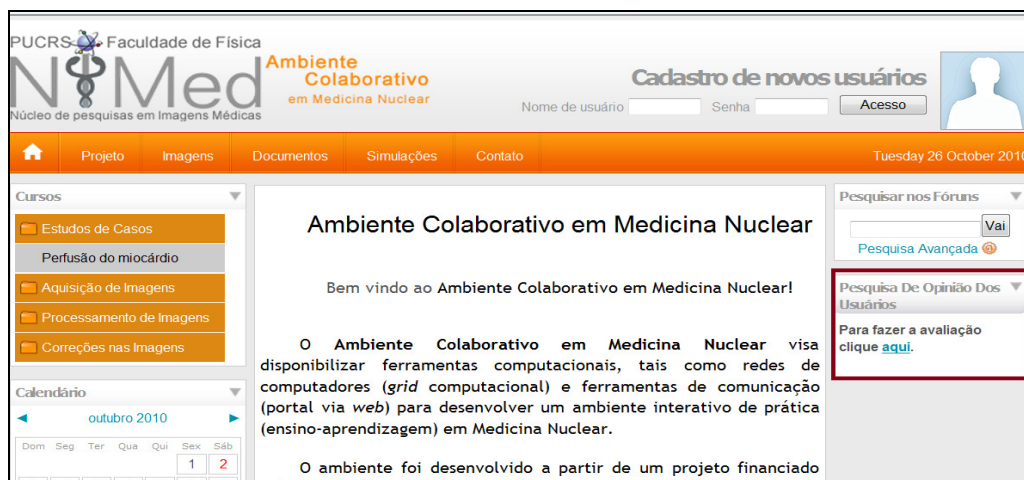 PUCRS Faculdade de Física
NIMed
Núcleo de pesquisas em Imagens Médicas
Ambiente
Colaborativo
em Medicina Nuclear
Cadastro de novos usuários
Nome de usuário Senha Acesso
Projeto Imagens Documentos Simulações Contato Tuesday 26 October 2010
Cursos
Estudos de Casos
Perfusão do miocárdio
Aquisição de Imagens
Processamento de Imagens
Correções nas Imagens
Calendário
outubro 2010
Dom Seg Ter Qua Qui Sex Sáb
1 2
Ambiente Colaborativo em Medicina Nuclear
Bem vindo ao Ambiente Colaborativo em Medicina Nuclear!
O Ambiente Colaborativo em Medicina Nuclear visa
disponibilizar ferramentas computacionais, tais como redes de
computadores (grid computacional) e ferramentas de comunicação
(portal via web) para desenvolver um ambiente interativo de prática
(ensino-aprendizagem) em Medicina Nuclear.
O ambiente foi desenvolvido a partir de um projeto financiado
Pesquisar nos Fóruns
Vai
Pesquisa Avançada
Pesquisa De Opinião Dos
Usuários
Para fazer a avaliação
clique aqui.